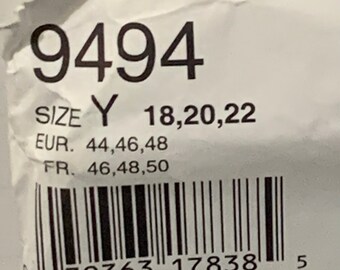 9494
SIZE Y 18,20,22
EUR. 44,46,48
FR. 46,48,50
17838 5